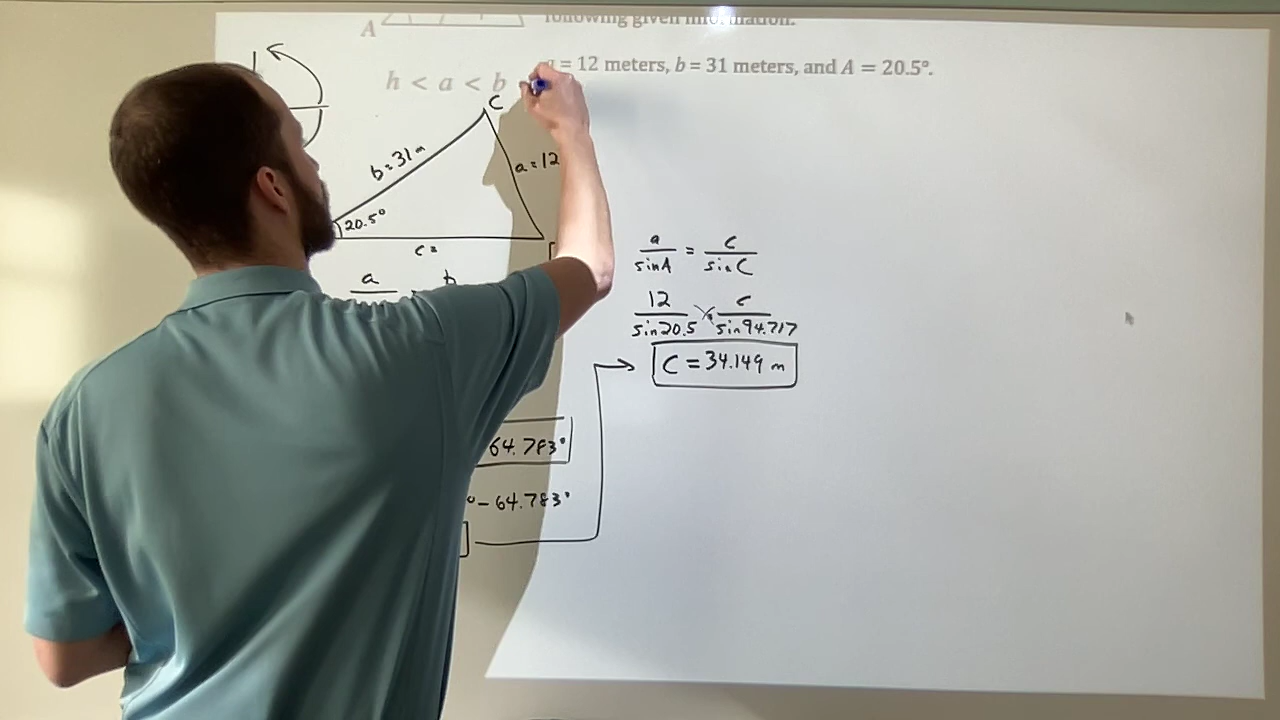 following given information.
A
= 12 meters, b = 31 meters, and A = 20.5°.
h < a < b
C
b = 31 m
a = 12
20.5°
c =
a b
a/sinA = c/sinC
12/sin20.5 = c/sin94.717
C = 34.149 m
64.783°
° - 64.783°